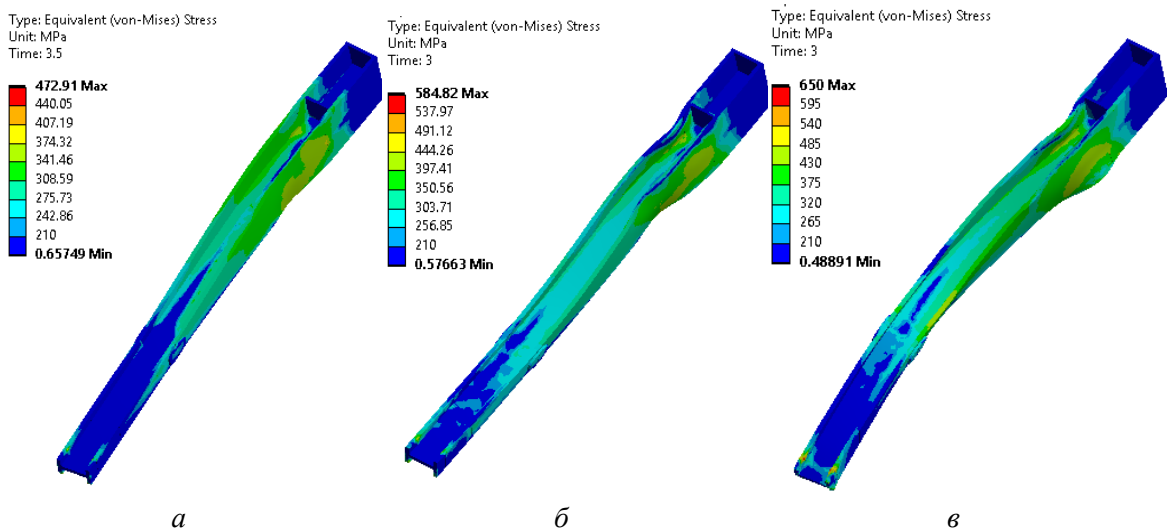 Type: Equivalent (von-Mises) Stress
Unit: MPa
Time: 3.5
472.91 Max
440.05
407.19
374.32
341.46
308.59
275.73
242.86
210
0.65749 Min
Type: Equivalent (von-Mises) Stress
Unit: MPa
Time: 3
584.82 Max
537.97
491.12
444.26
397.41
350.56
303.71
256.85
210
0.57663 Min
Type: Equivalent (von-Mises) Stress
Unit: MPa
Time: 3
650 Max
595
540
485
430
375
320
265
210
0.48891 Min
а
б
в